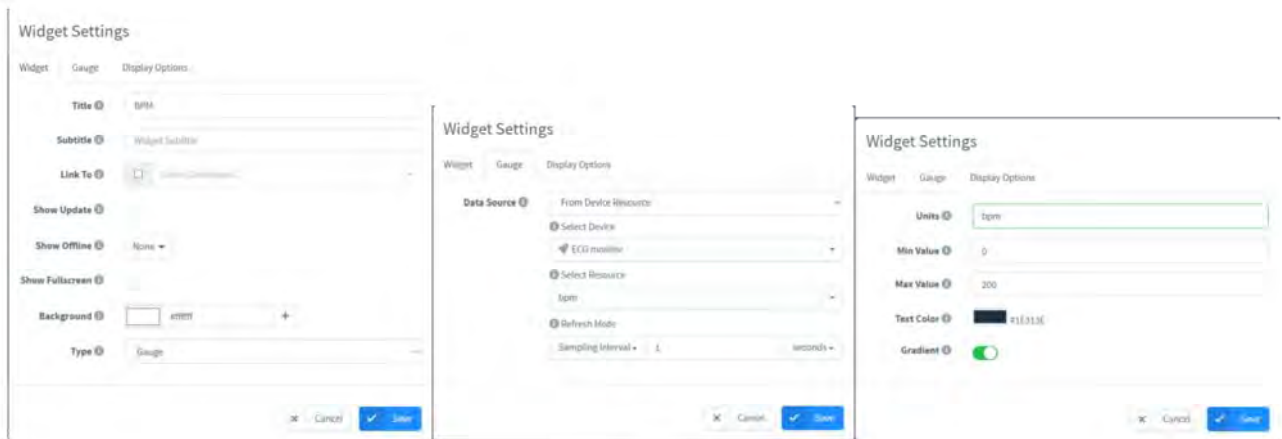 Widget Settings
Widget Gauge Display Options
Title BPM
Subtitle Widget Subtitle
Link To
Show Update
Show Offline None
Show Fullscreen
Background #ffffff +
Type Gauge
Cancel Save
Widget Settings
Widget Gauge Display Options
Data Source From Device Resource
Select Device
ECG monitor
Select Resource
bpm
Refresh Mode
Sampling Interval 1 seconds
Cancel Save
Widget Settings
Widget Gauge Display Options
Units bpm
Min Value 0
Max Value 200
Text Color #1E313E
Gradient
Cancel Save